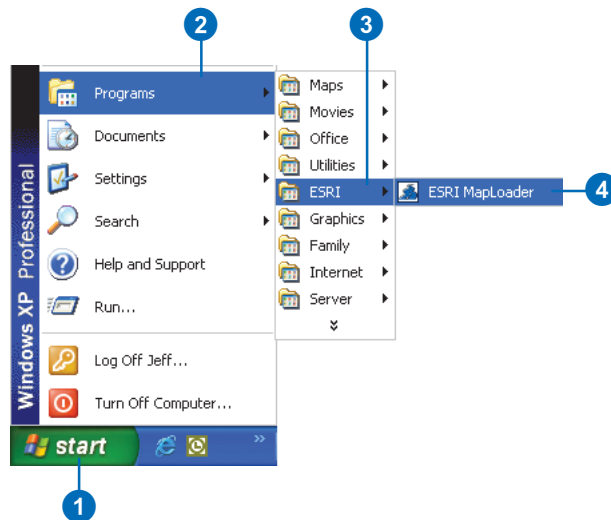 2
3
Programs
Documents
Settings
Search
Help and Support
Run...
Log Off Jeff...
Turn Off Computer...
Windows XP Professional
start
»
1
Maps
Movies
Office
Utilities
ESRI
Graphics
Family
Internet
Server
ESRI MapLoader
4